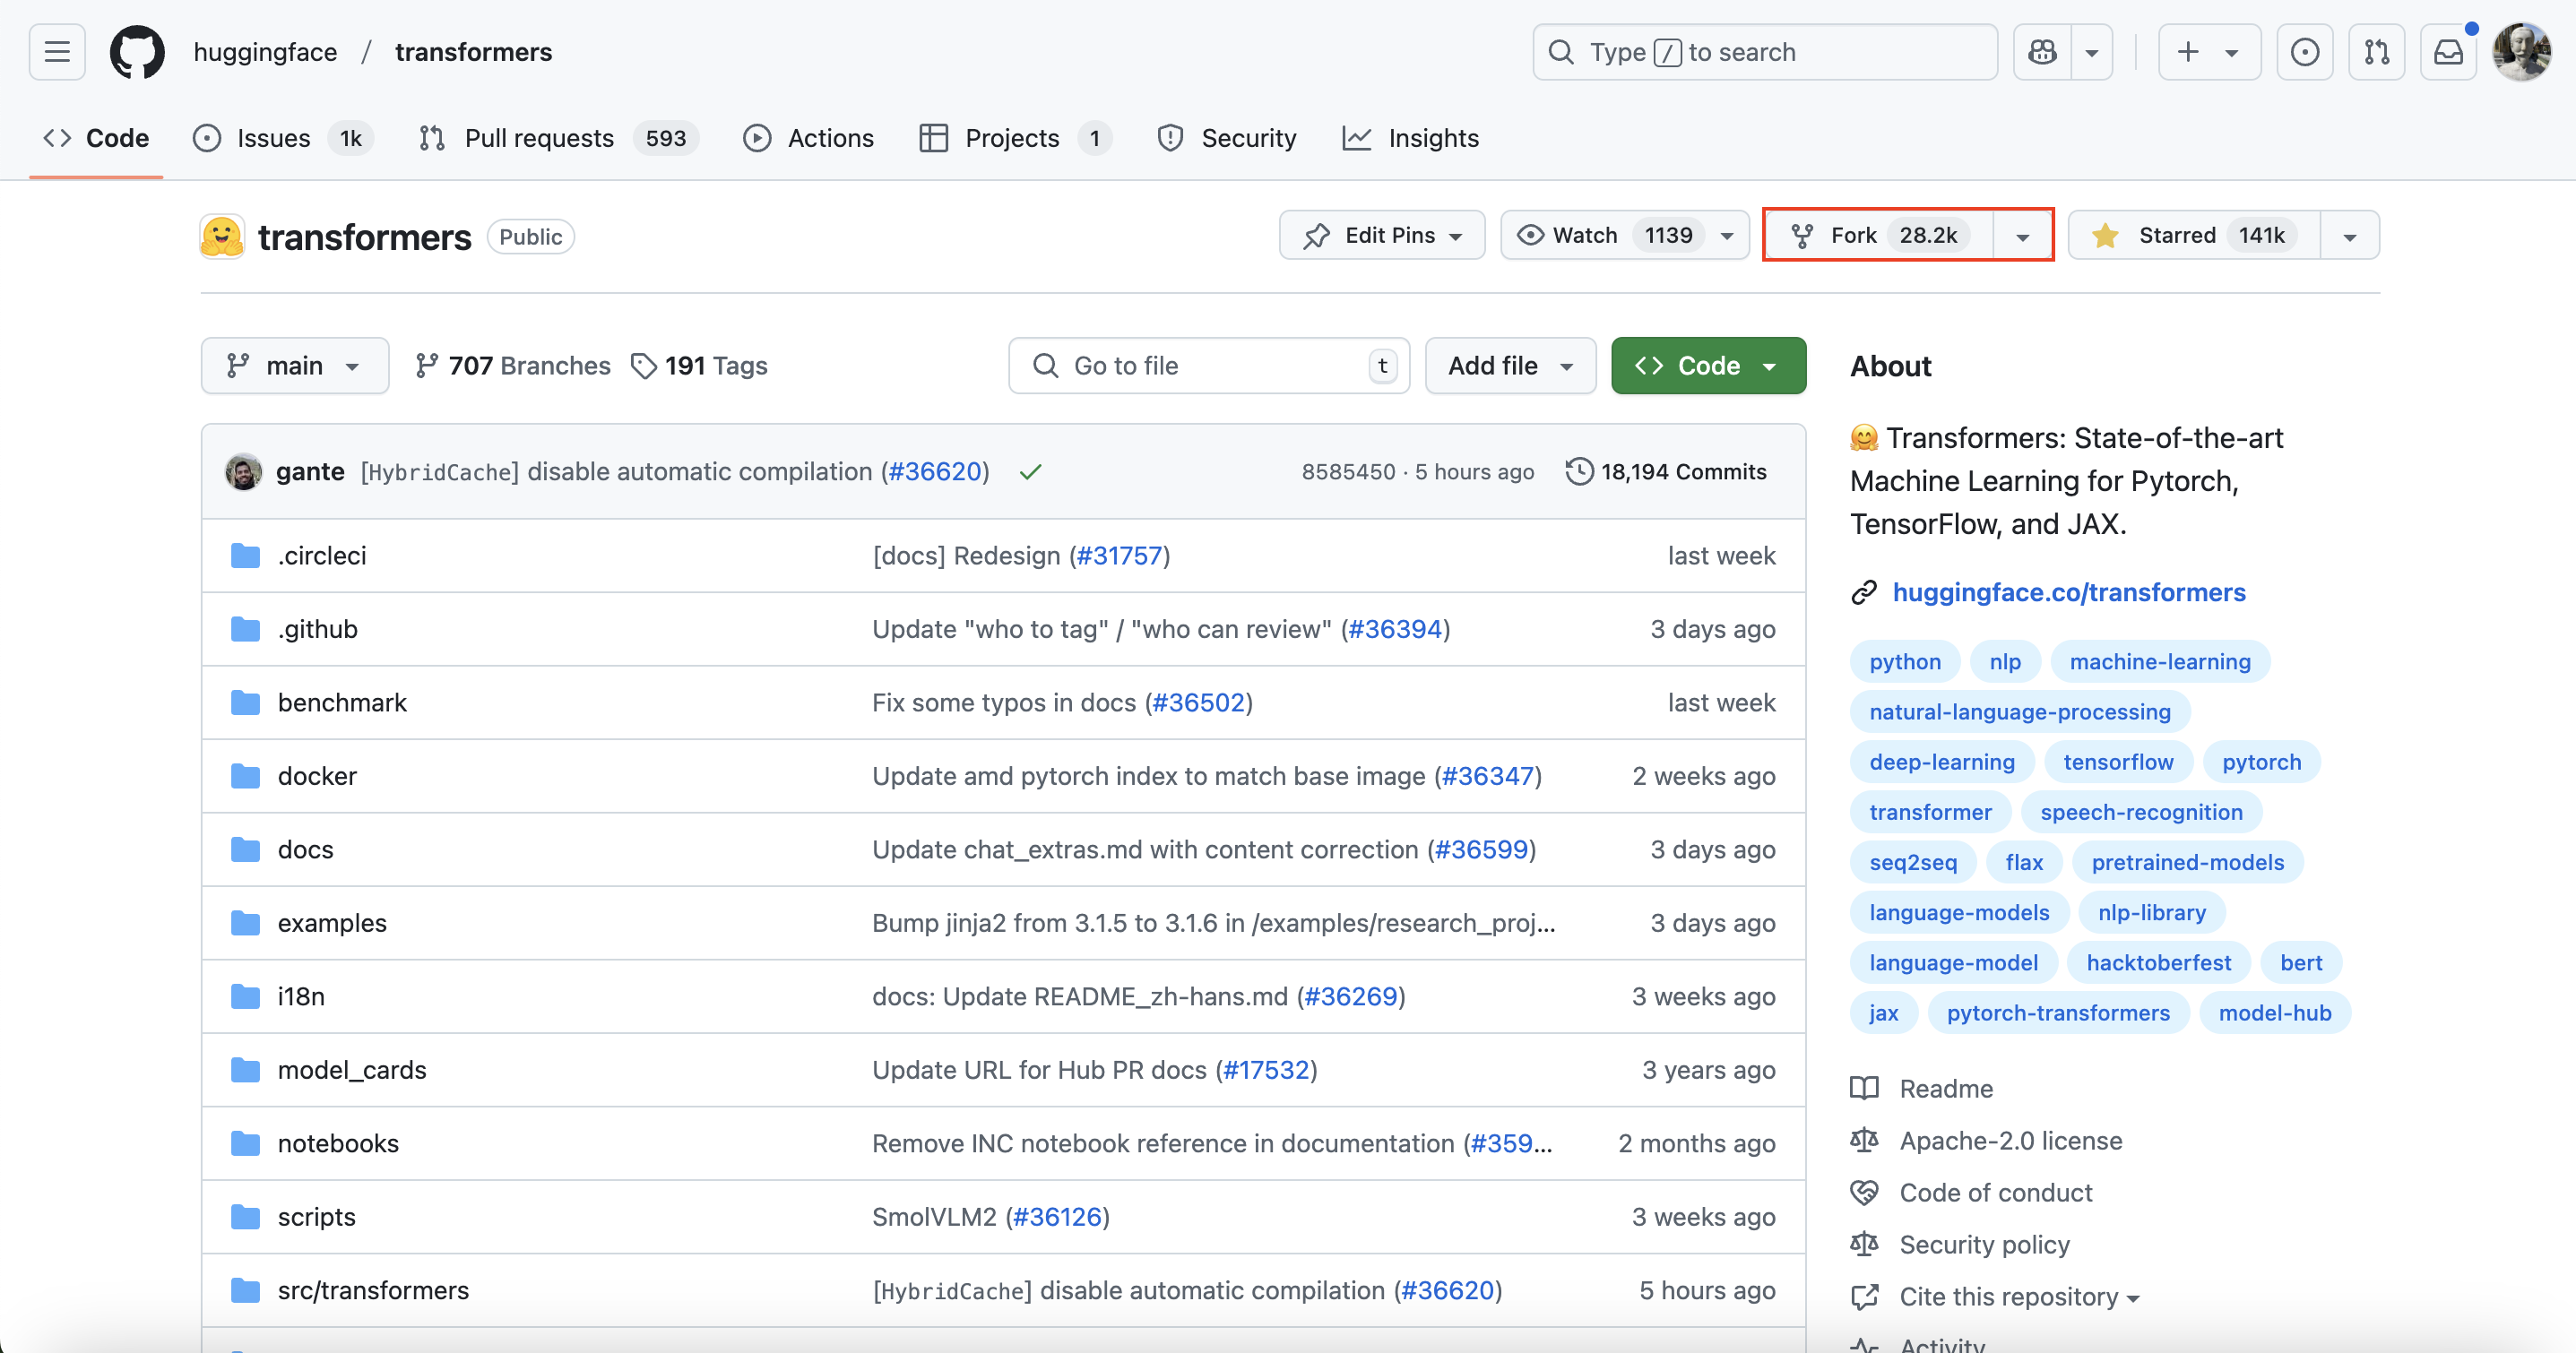 huggingface / transformers
Type / to search
Code
Issues 1k
Pull requests 593
Actions
Projects 1
Security
Insights
transformers Public
Edit Pins
Watch 1139
Fork 28.2k
Starred 141k
main
707 Branches
191 Tags
Go to file t
Add file
Code
gante [HybridCache] disable automatic compilation (#36620)
8585450 · 5 hours ago
18,194 Commits
.circleci [docs] Redesign (#31757) last week
.github Update "who to tag" / "who can review" (#36394) 3 days ago
benchmark Fix some typos in docs (#36502) last week
docker Update amd pytorch index to match base image (#36347) 2 weeks ago
docs Update chat_extras.md with content correction (#36599) 3 days ago
examples Bump jinja2 from 3.1.5 to 3.1.6 in /examples/research_proj... 3 days ago
i18n docs: Update README_zh-hans.md (#36269) 3 weeks ago
model_cards Update URL for Hub PR docs (#17532) 3 years ago
notebooks Remove INC notebook reference in documentation (#359... 2 months ago
scripts SmolVLM2 (#36126) 3 weeks ago
src/transformers [HybridCache] disable automatic compilation (#36620) 5 hours ago
About
Transformers: State-of-the-art
Machine Learning for Pytorch,
TensorFlow, and JAX.
huggingface.co/transformers
python nlp machine-learning
natural-language-processing
deep-learning tensorflow pytorch
transformer speech-recognition
seq2seq flax pretrained-models
language-models nlp-library
language-model hacktoberfest bert
jax pytorch-transformers model-hub
Readme
Apache-2.0 license
Code of conduct
Security policy
Cite this repository
Activity